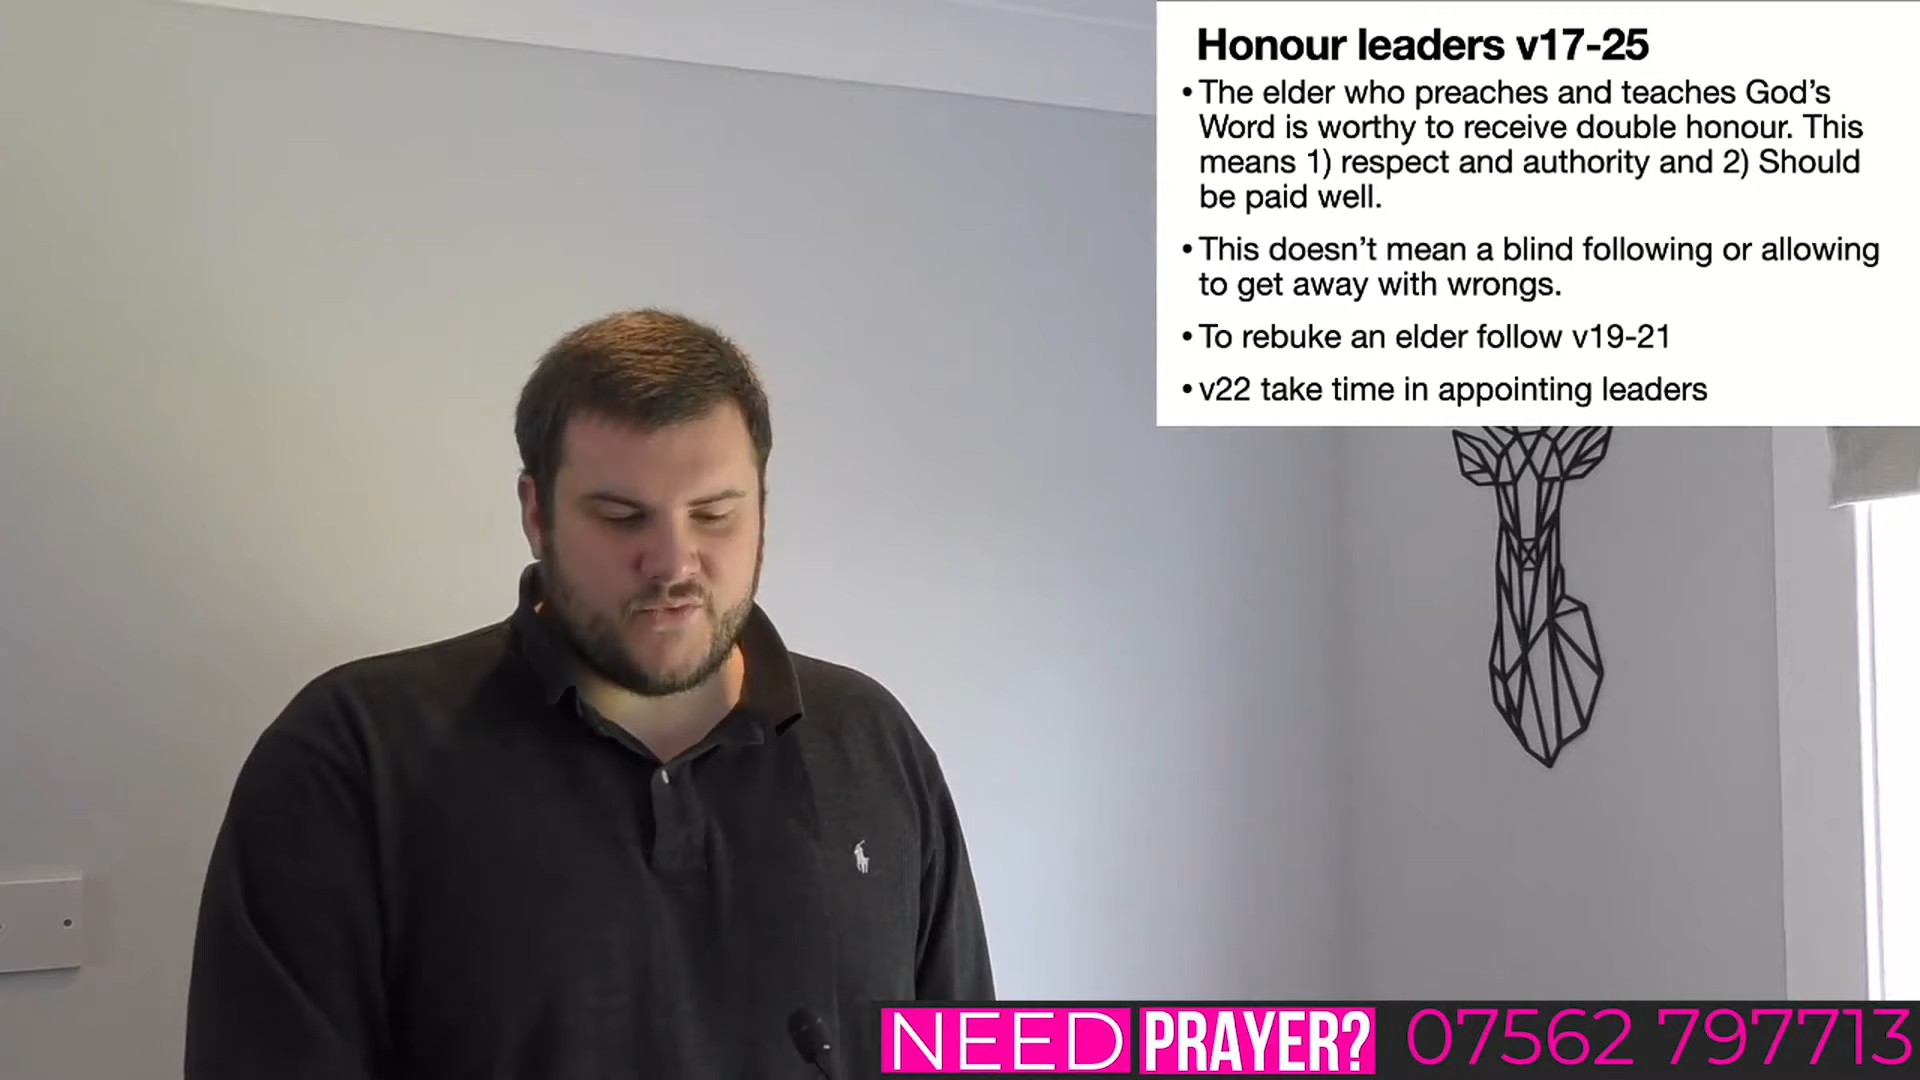 Honour leaders v17-25
• The elder who preaches and teaches God’s
Word is worthy to receive double honour. This
means 1) respect and authority and 2) Should
be paid well.
• This doesn’t mean a blind following or allowing
to get away with wrongs.
• To rebuke an elder follow v19-21
• v22 take time in appointing leaders
NEED PRAYER? 07562 797713